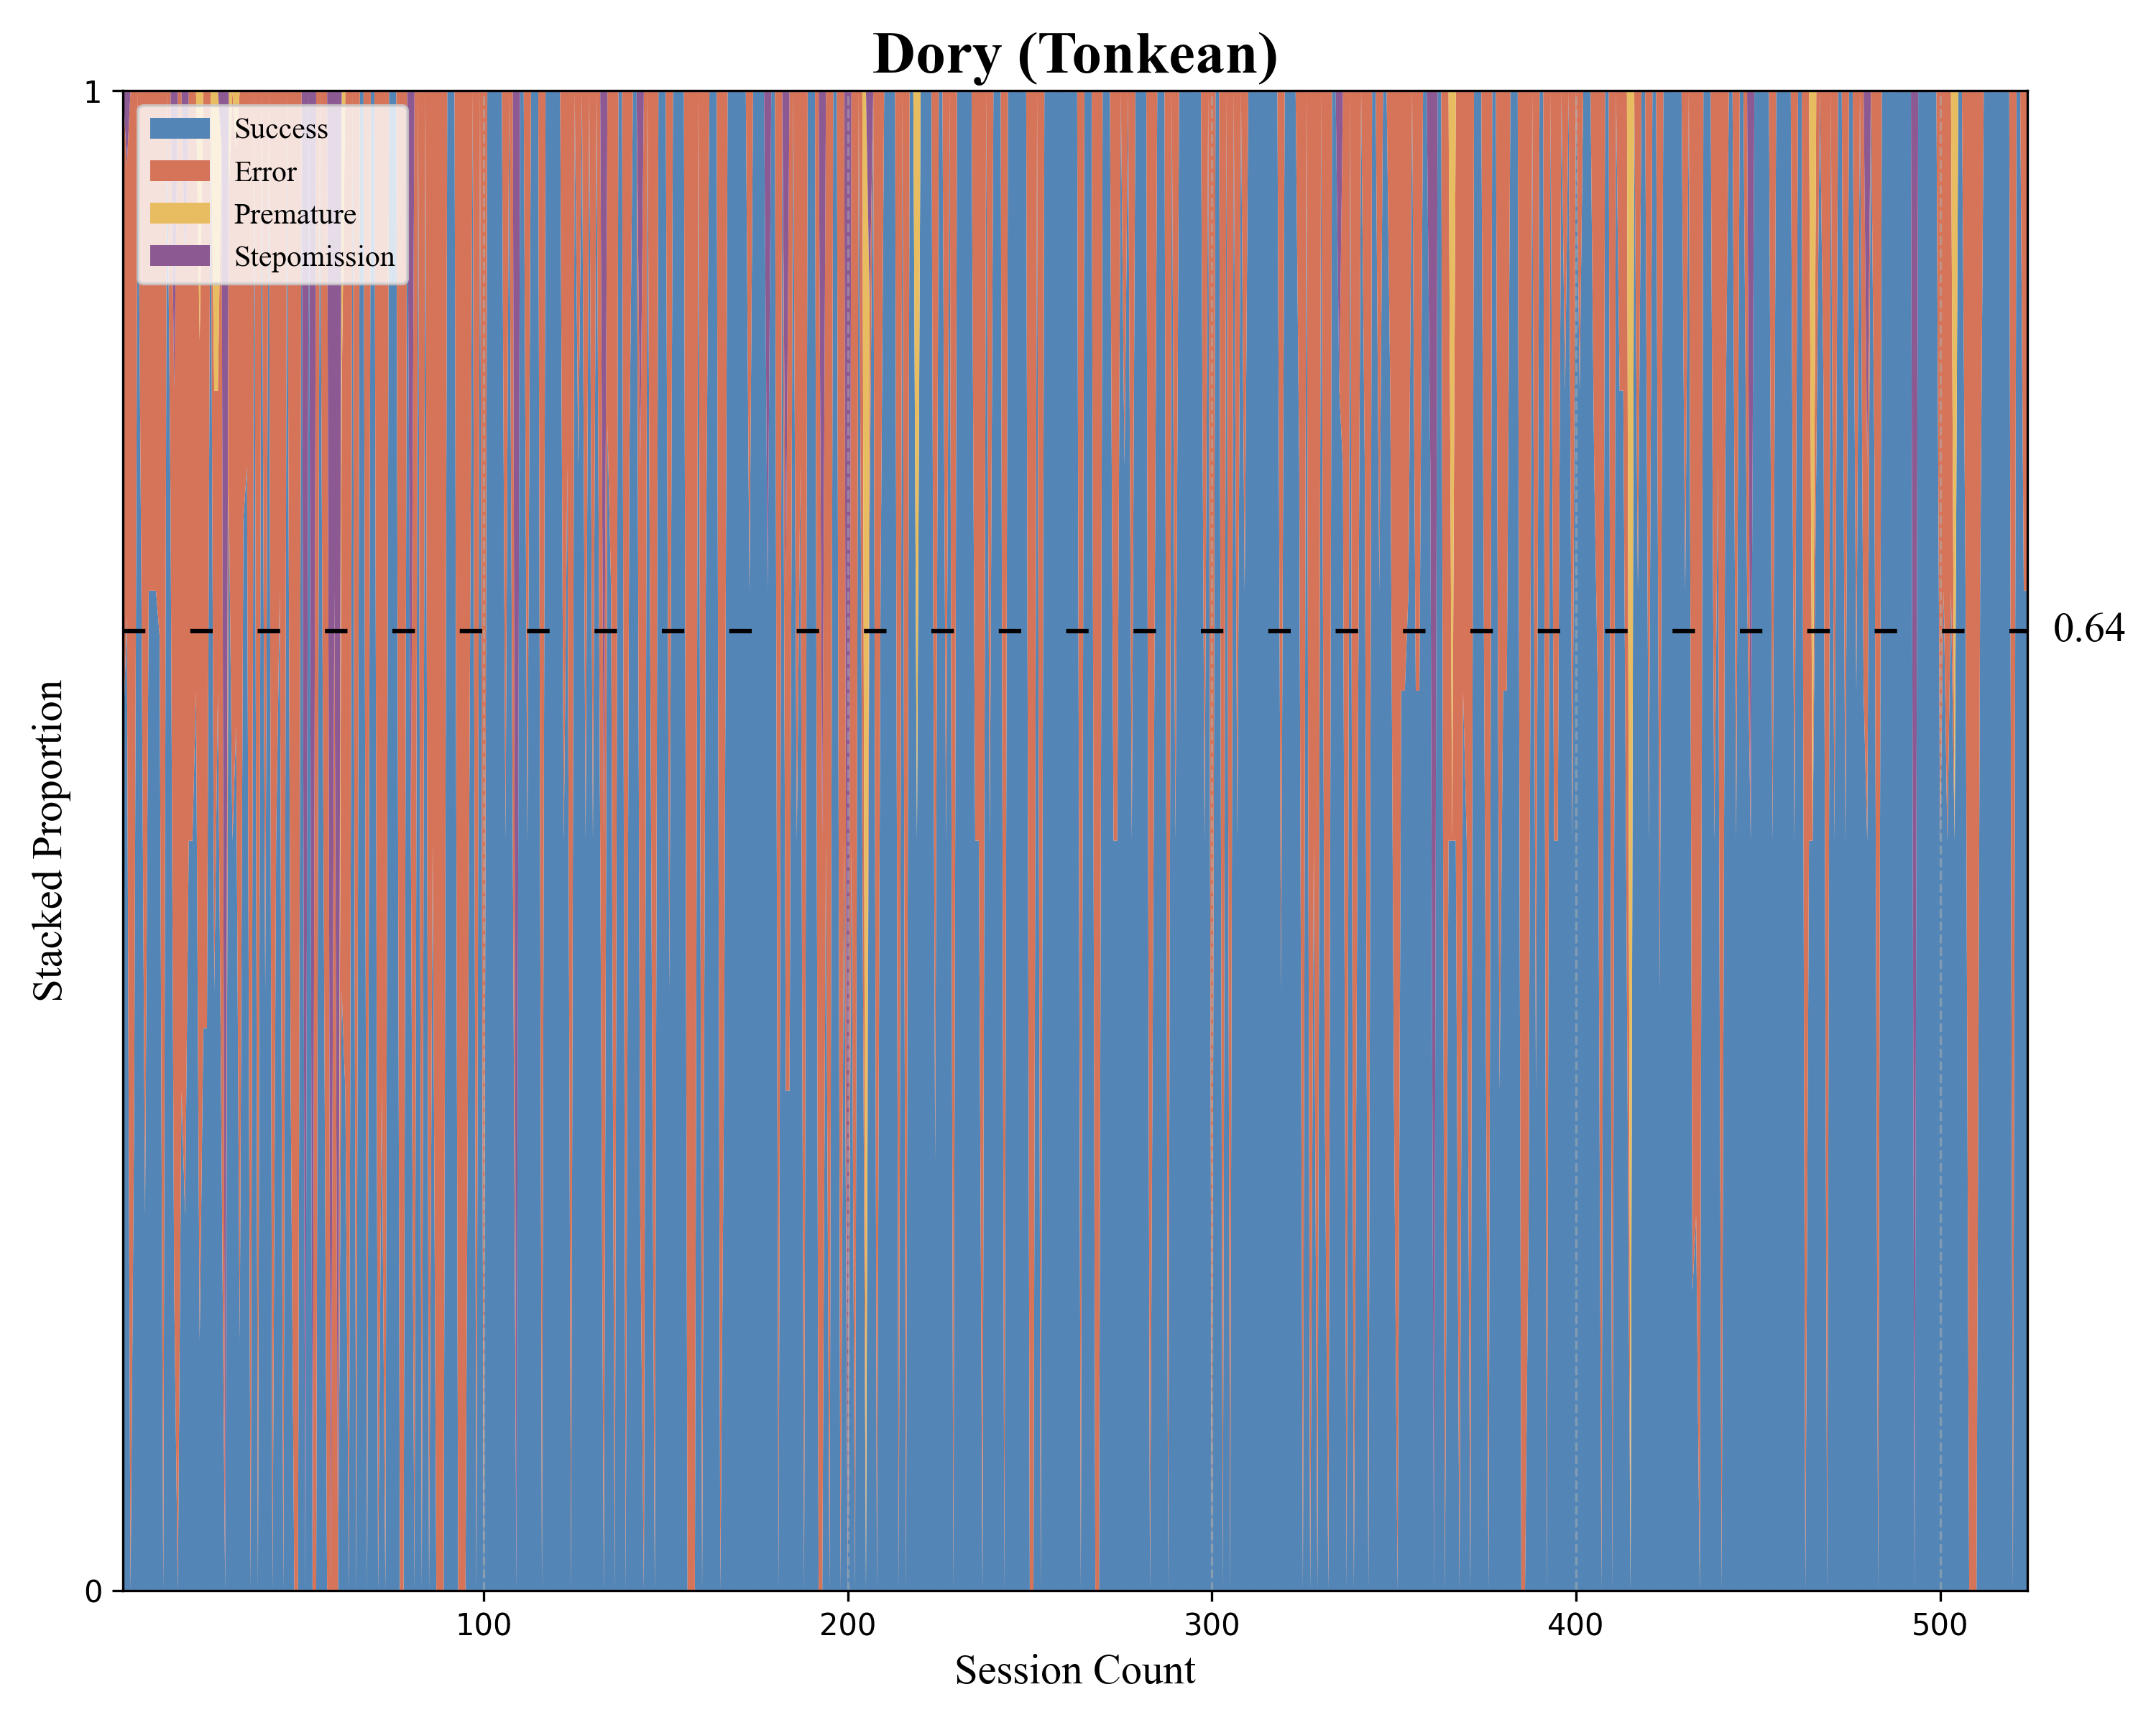 Dory (Tonkean)
1
Success
Error
Premature
Stepomission
0.64
Stacked Proportion
0
100 200 300 400 500
Session Count